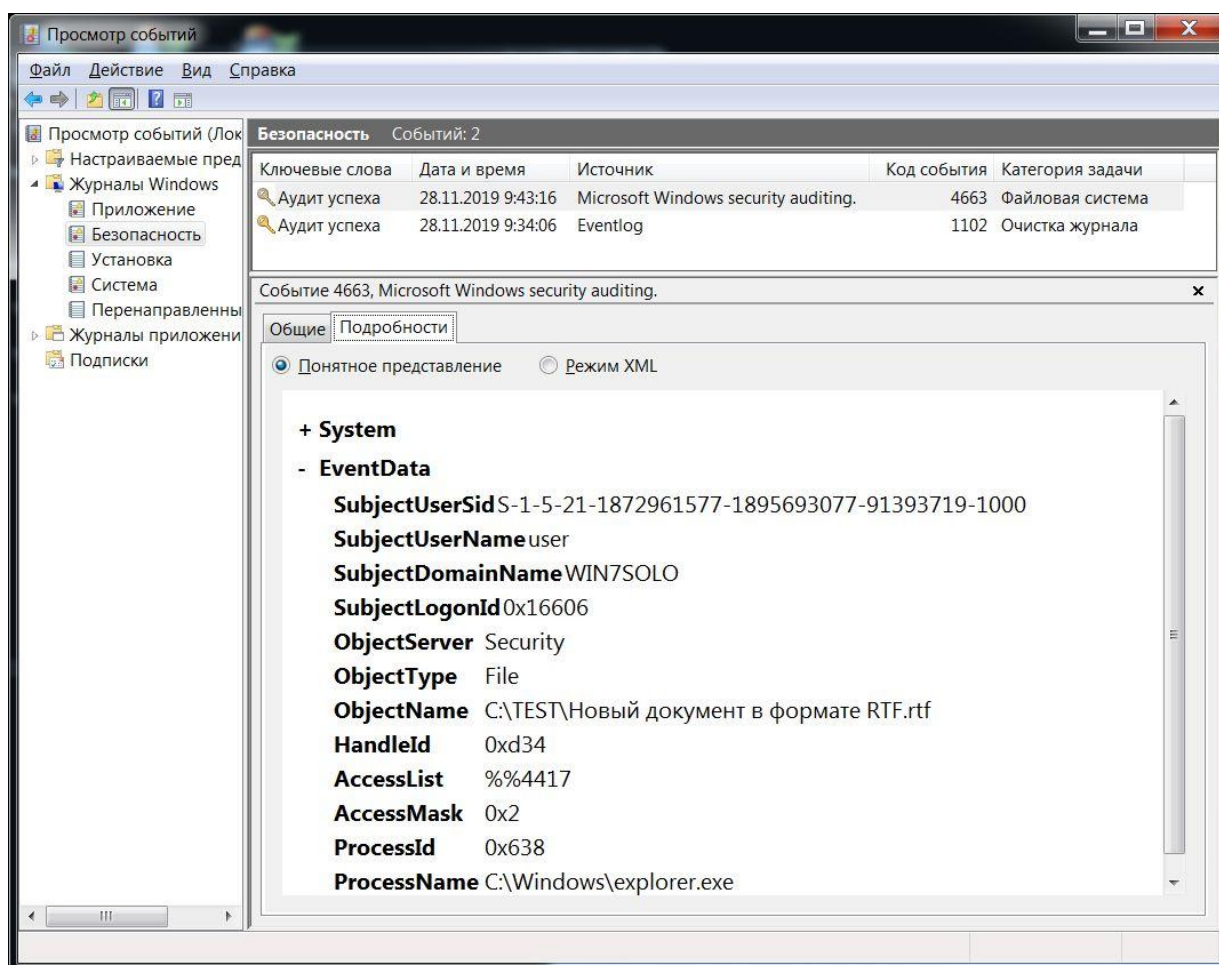 Просмотр событий
Файл Действие Вид Справка
Просмотр событий (Лок
Настраиваемые пред
Журналы Windows
Приложение
Безопасность
Установка
Система
Перенаправленны
Журналы приложени
Подписки
Безопасность Событий: 2
Ключевые слова Дата и время Источник Код события Категория задачи
Аудит успеха 28.11.2019 9:43:16 Microsoft Windows security auditing. 4663 Файловая система
Аудит успеха 28.11.2019 9:34:06 Eventlog 1102 Очистка журнала
Событие 4663, Microsoft Windows security auditing.
Общие Подробности
Понятное представление Режим XML
+ System
- EventData
SubjectUserSid S-1-5-21-1872961577-1895693077-91393719-1000
SubjectUserName user
SubjectDomainName WIN7SOLO
SubjectLogonId 0x16606
ObjectServer Security
ObjectType File
ObjectName C:\TEST\Новый документ в формате RTF.rtf
HandleId 0xd34
AccessList %%4417
AccessMask 0x2
ProcessId 0x638
ProcessName C:\Windows\explorer.exe